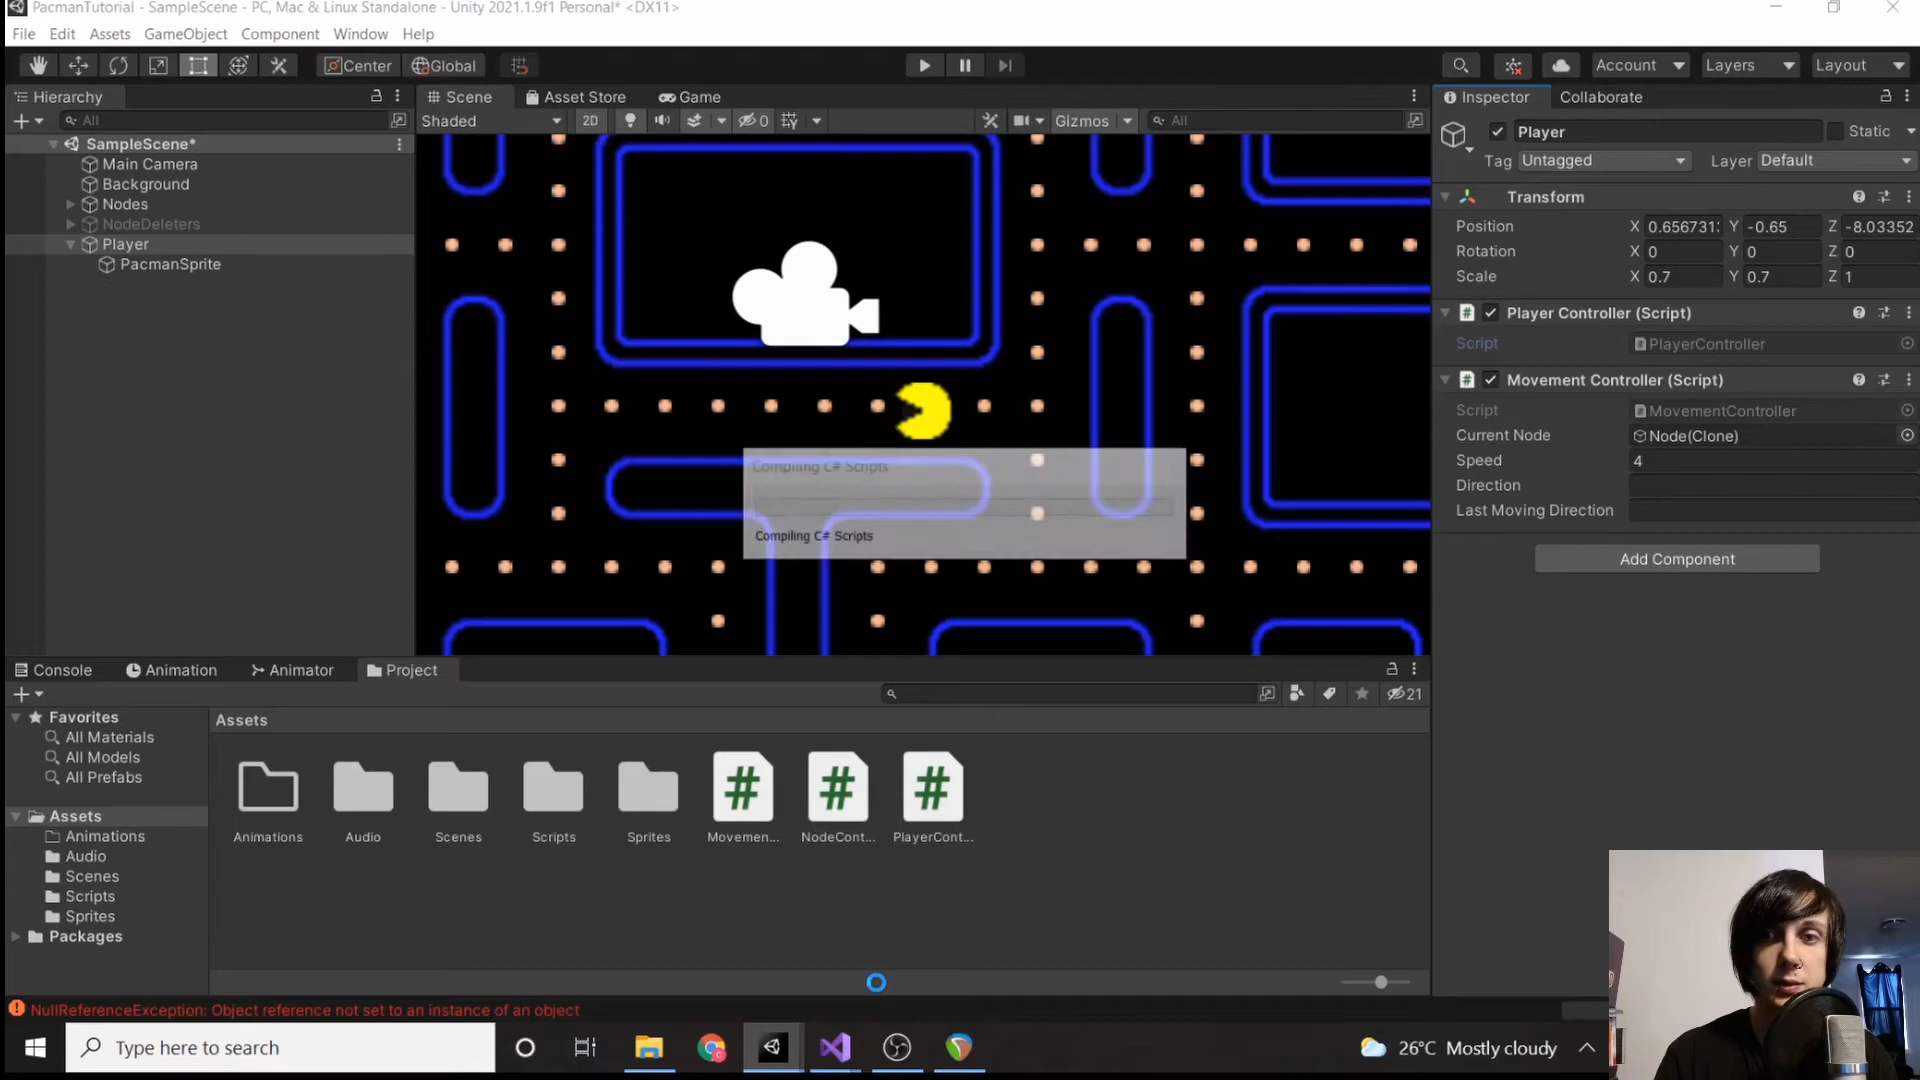 PacmanTutorial - SampleScene - PC, Mac & Linux Standalone - Unity 2021.1.9f1 Personal* <DX11>
File Edit Assets GameObject Component Window Help
Center Global
Account Layers Layout
Hierarchy
Scene Asset Store Game
Inspector Collaborate
All
Shaded 2D 0 Gizmos All
SampleScene*
Main Camera
Background
Nodes
NodeDeleters
Player
PacmanSprite
Player Static
Tag Untagged Layer Default
Transform
Position X 0.656731: Y -0.65 Z -8.03352
Rotation X 0 Y 0 Z 0
Scale X 0.7 Y 0.7 Z 1
# Player Controller (Script)
Script PlayerController
# Movement Controller (Script)
Script MovementController
Current Node Node(Clone)
Speed 4
Direction
Last Moving Direction
Add Component
Compiling C# Scripts
Compiling C# Scripts
Console Animation Animator Project
21
Favorites
All Materials
All Models
All Prefabs
Assets
Animations
Audio
Scenes
Scripts
Sprites
Packages
Assets
# # #
Animations Audio Scenes Scripts Sprites Movemen... NodeCont... PlayerCont...
NullReferenceException: Object reference not set to an instance of an object
Type here to search
26°C Mostly cloudy